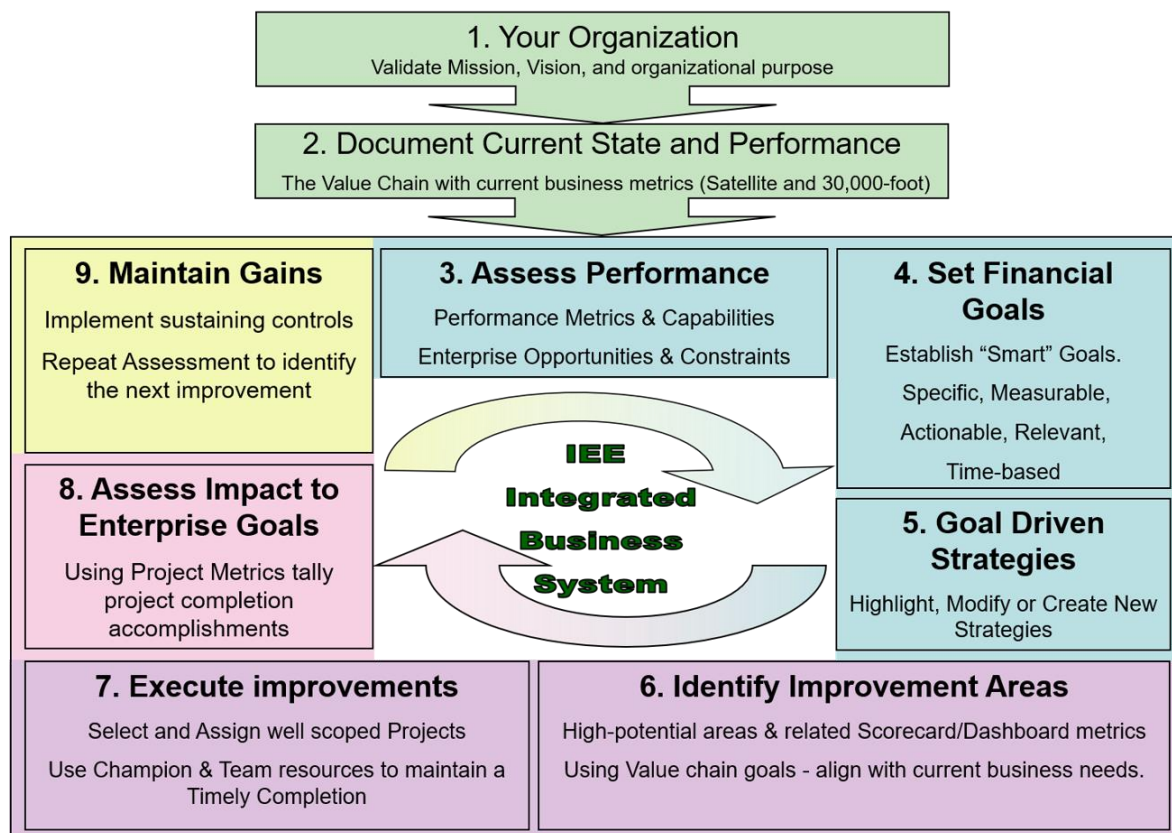 1. Your Organization
Validate Mission, Vision, and organizational purpose
2. Document Current State and Performance
The Value Chain with current business metrics (Satellite and 30,000-foot)
3. Assess Performance
Performance Metrics & Capabilities
Enterprise Opportunities & Constraints
4. Set Financial
Goals
Establish “Smart” Goals.
Specific, Measurable,
Actionable, Relevant,
Time-based
5. Goal Driven
Strategies
Highlight, Modify or Create New
Strategies
6. Identify Improvement Areas
High-potential areas & related Scorecard/Dashboard metrics
Using Value chain goals - align with current business needs.
7. Execute improvements
Select and Assign well scoped Projects
Use Champion & Team resources to maintain a
Timely Completion
8. Assess Impact to
Enterprise Goals
Using Project Metrics tally
project completion
accomplishments
9. Maintain Gains
Implement sustaining controls
Repeat Assessment to identify
the next improvement
IEE
Integrated
Business
System